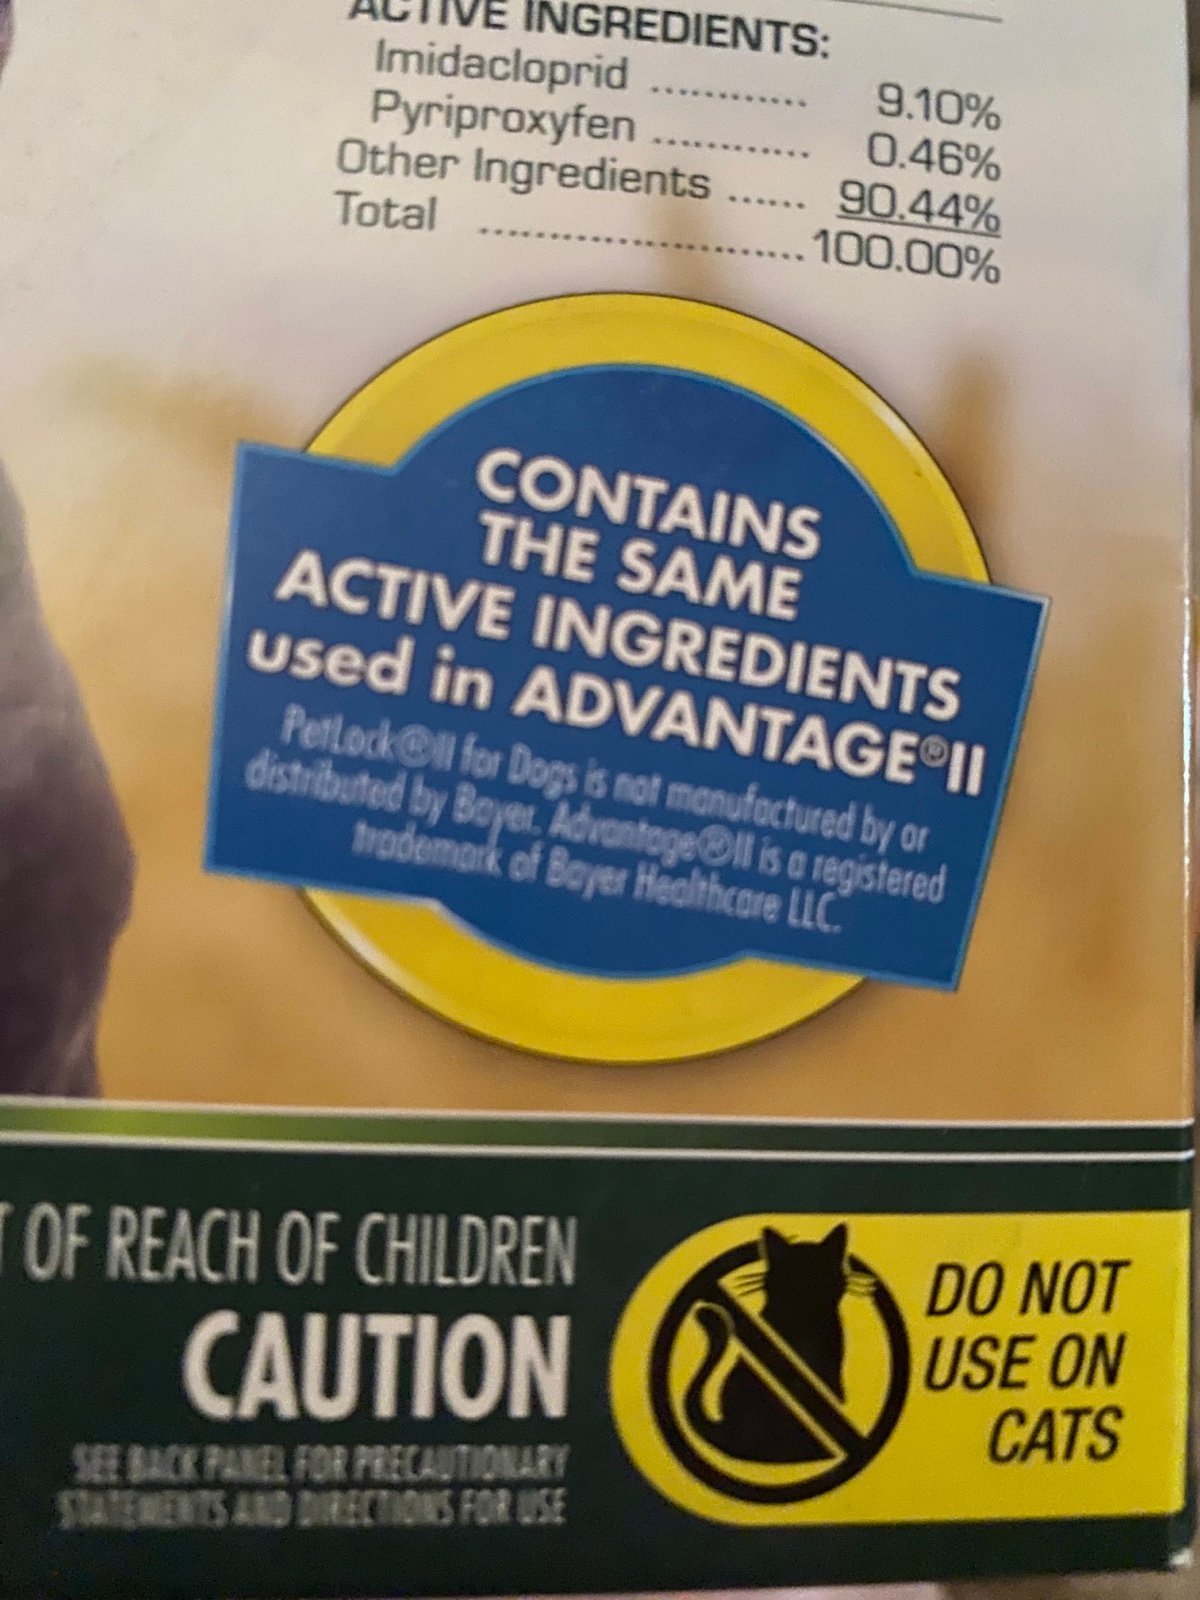 ACTIVE INGREDIENTS:
Imidacloprid ............ 9.10%
Pyriproxyfen ............ 0.46%
Other Ingredients ...... 90.44%
Total .........................100.00%
CONTAINS
THE SAME
ACTIVE INGREDIENTS
used in ADVANTAGE®II
PetLock®II for Dogs is not manufactured by or
distributed by Bayer. Advantage®II is a registered
trademark of Bayer Healthcare LLC.
OF REACH OF CHILDREN
CAUTION
SEE BACK PANEL FOR PRECAUTIONARY
STATEMENTS AND DIRECTIONS FOR USE
DO NOT
USE ON
CATS